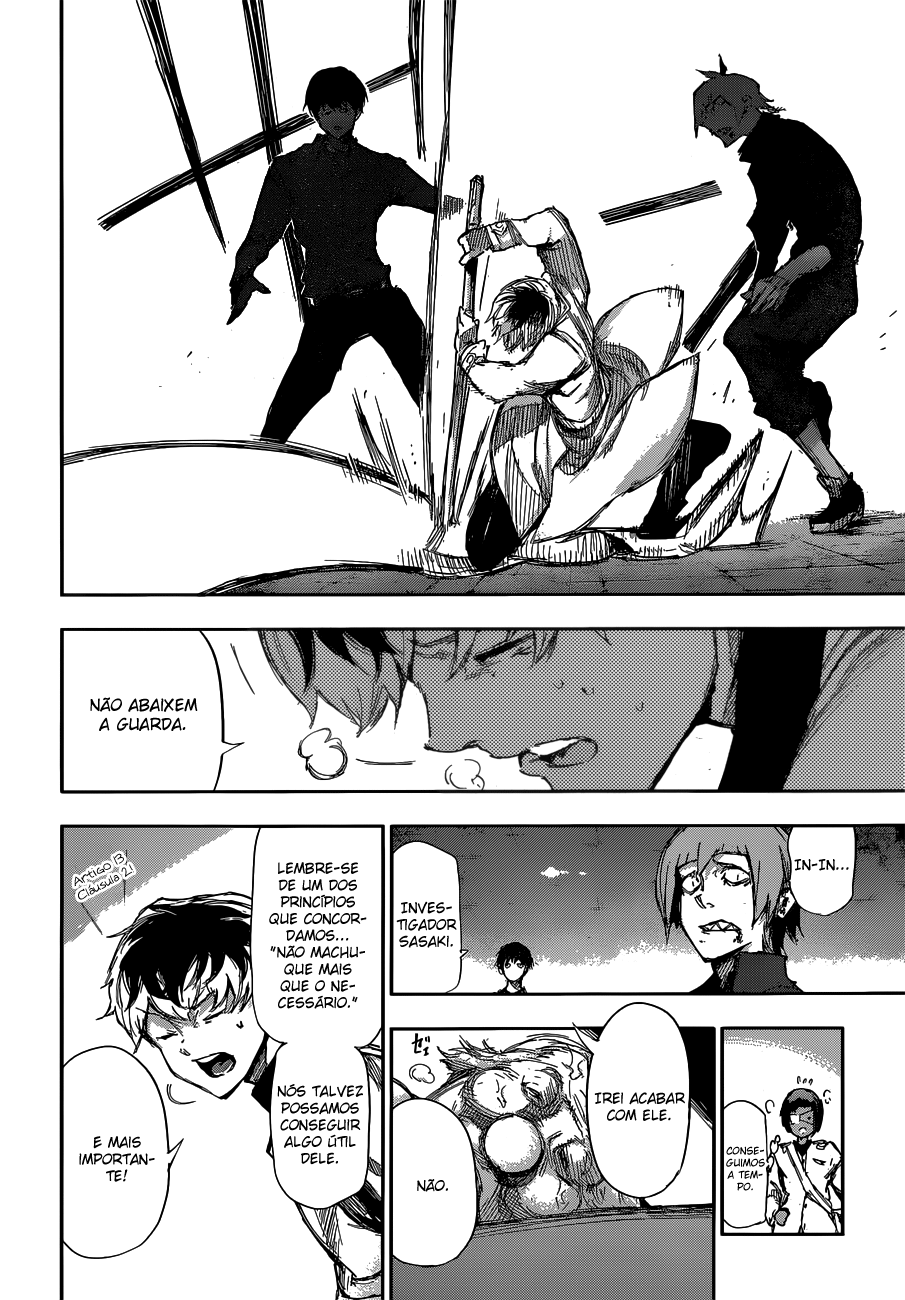 NÃO ABAIXEM
A GUARDA.
IN-IN...
INVES-
TIGADOR
SASAKI.
CONSE-
GUIMOS
A TEM-
PO.
IREI ACABAR
COM ELE.
ゼェ
NÃO.
LEMBRE-SE
DE UM DOS
PRINCÍPIOS
QUE CONCOR-
DAMOS...
"NÃO MACHU-
QUE MAIS
QUE O NE-
CESSÁRIO."
Artigo 13,
Cláusula 2!
NÓS TALVEZ
POSSAMOS
CONSEGUIR
ALGO ÚTIL
DELE.
E MAIS
IMPORTAN-
TE!